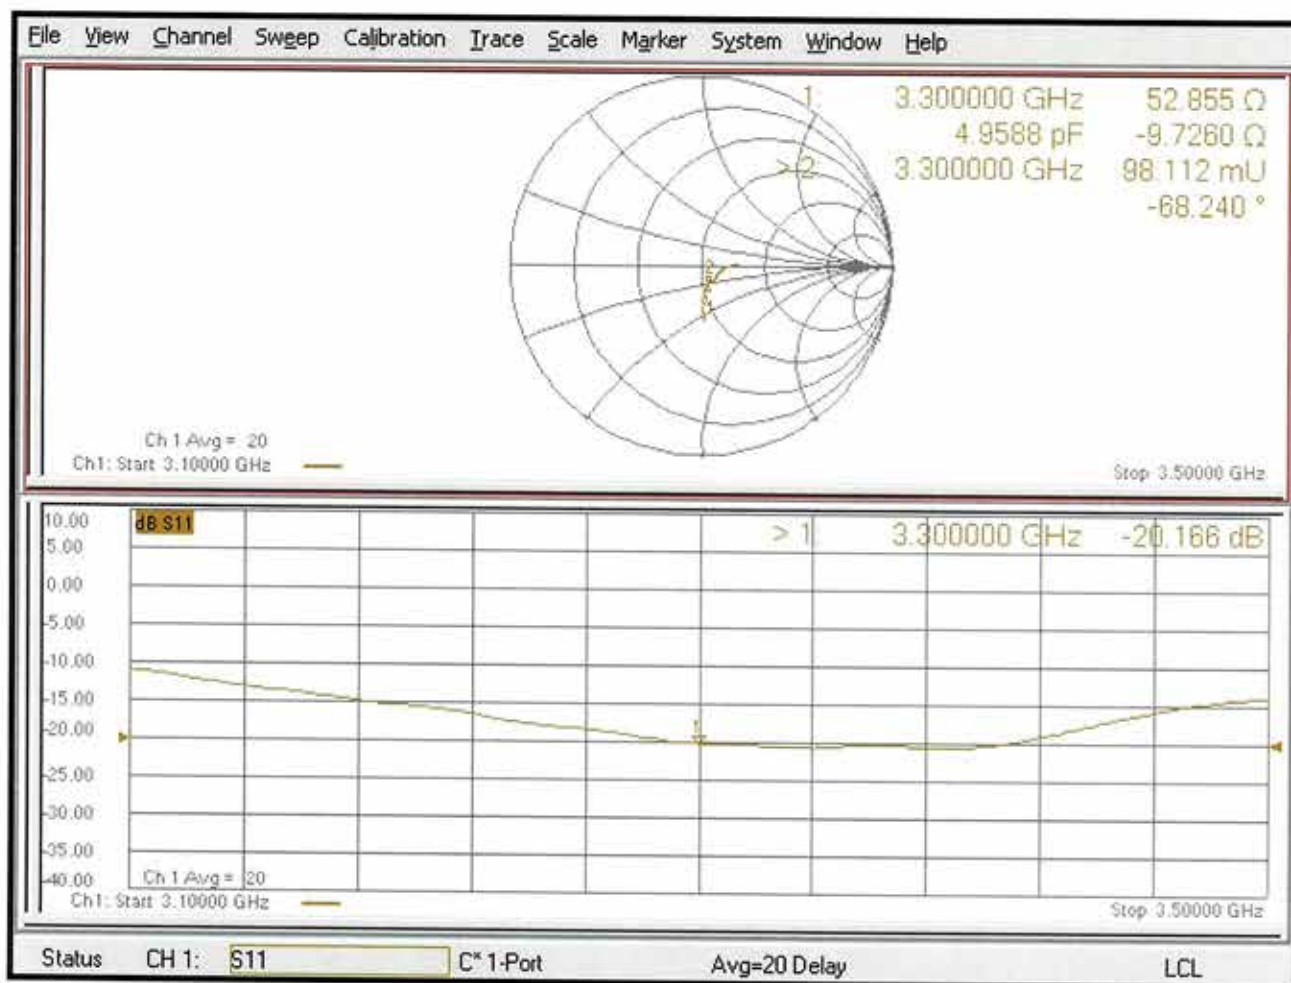 File View Channel Sweep Calibration Trace Scale Marker System Window Help
1: 3.300000 GHz 52.855 Ω
4.9588 pF -9.7260 Ω
> 2: 3.300000 GHz 98.112 mU
-68.240 °
Ch 1 Avg = 20
Ch1: Start 3.10000 GHz
Stop 3.50000 GHz
10.00
dB S11
> 1: 3.300000 GHz -20.166 dB
5.00
0.00
-5.00
-10.00
-15.00
-20.00
1
-25.00
-30.00
-35.00
-40.00
Ch 1 Avg = 20
Ch1: Start 3.10000 GHz
Stop 3.50000 GHz
Status CH 1: S11 C* 1-Port Avg=20 Delay LCL